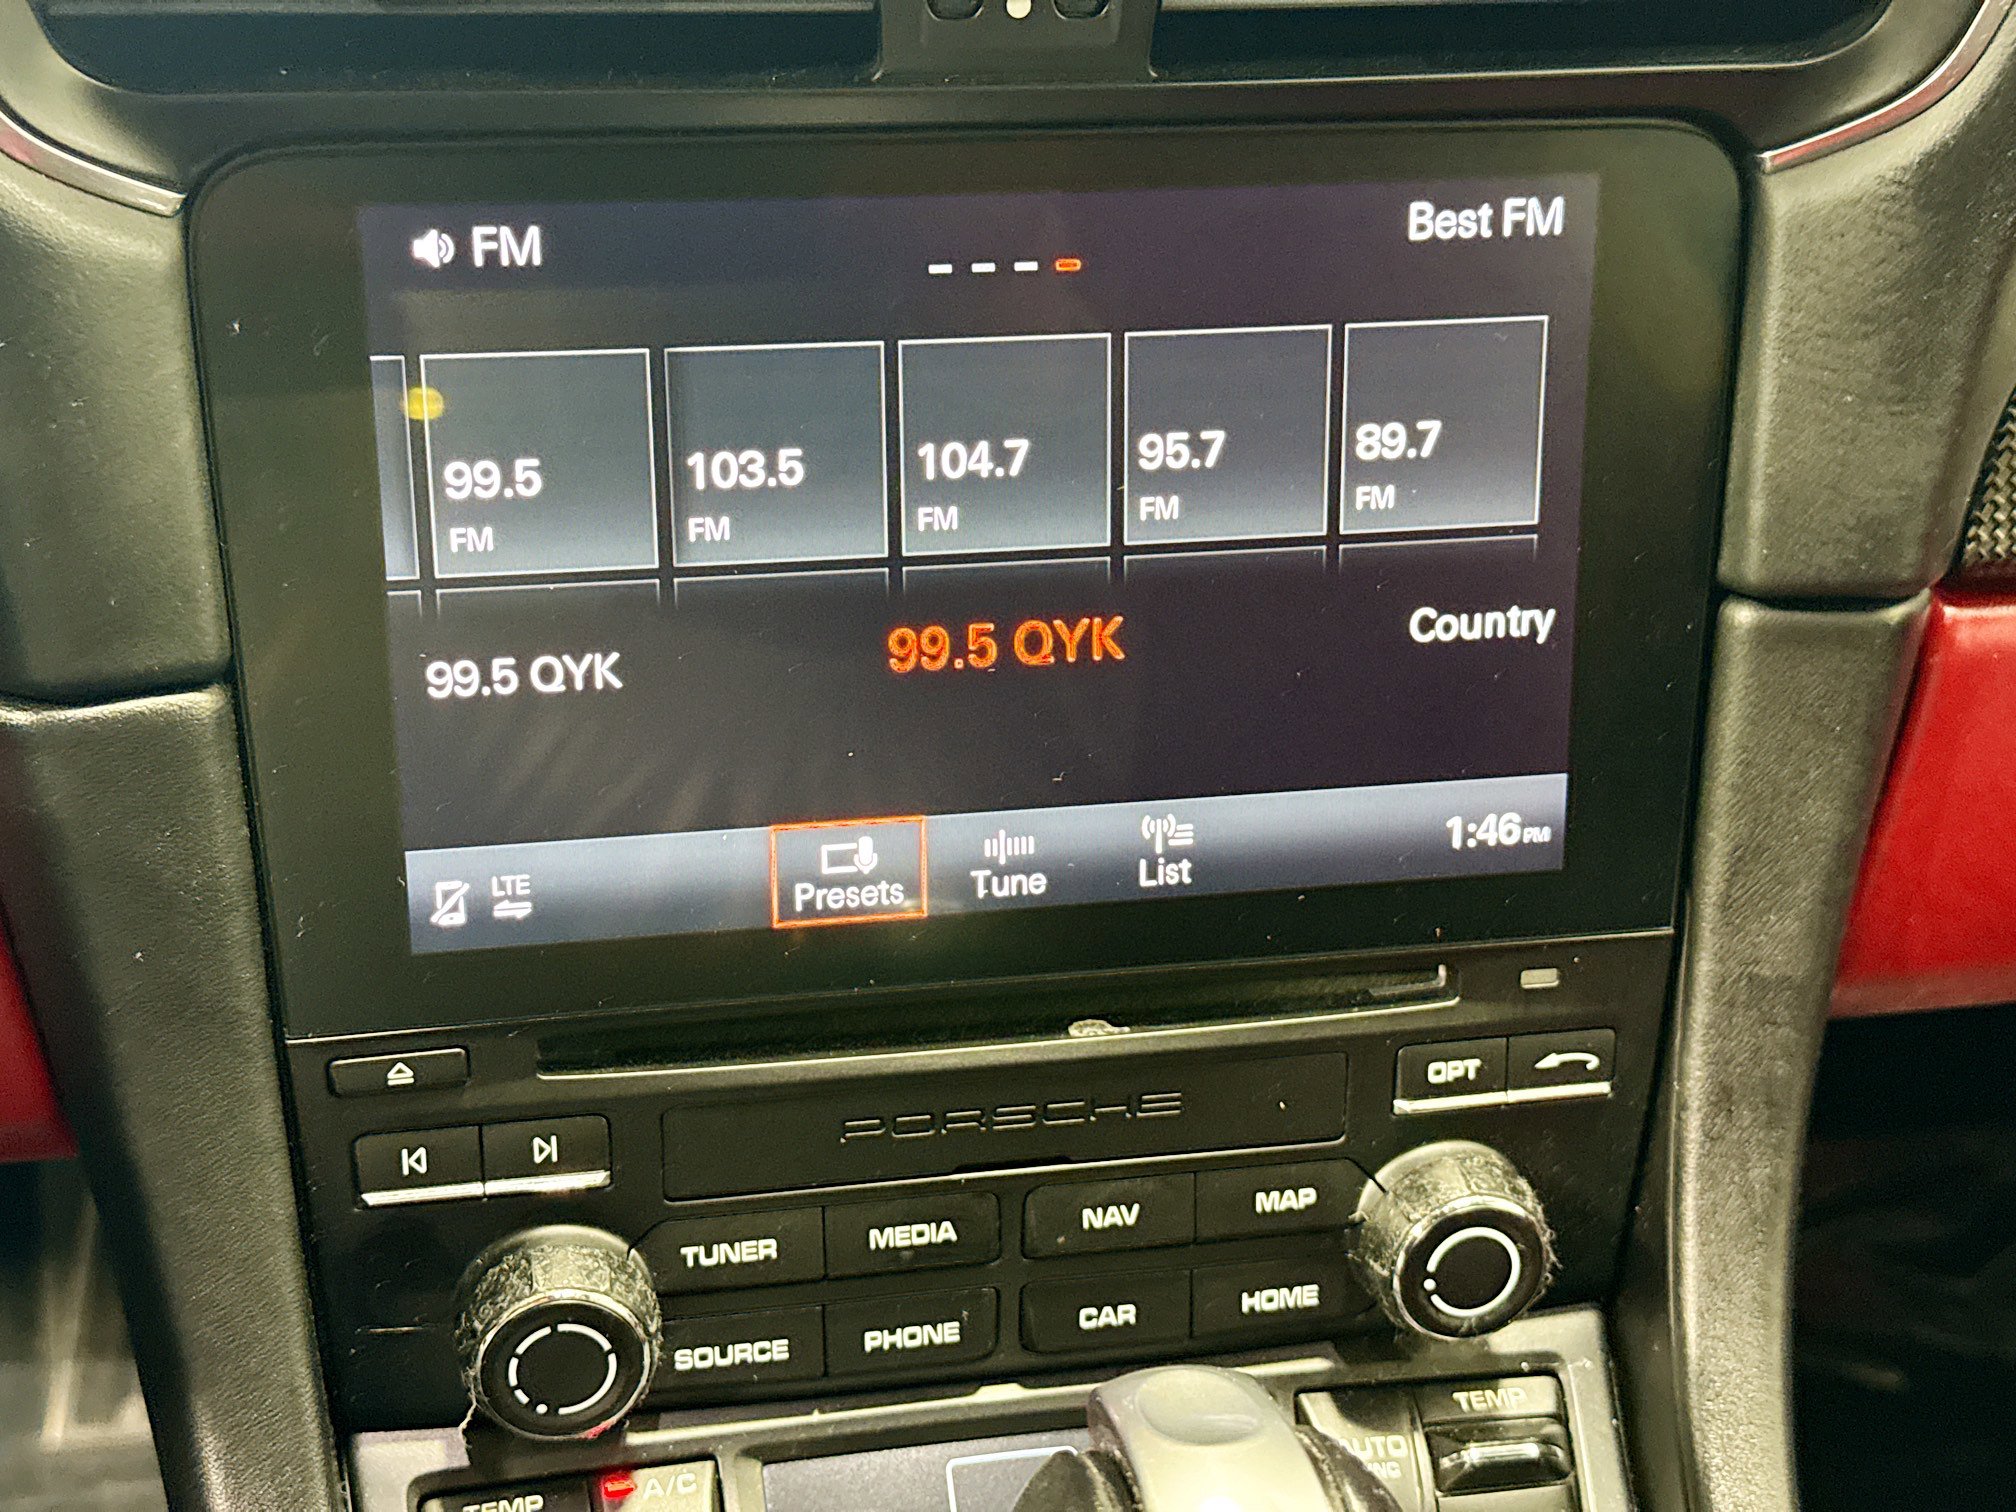 FM
Best FM
99.5
FM
103.5
FM
104.7
FM
95.7
FM
89.7
FM
99.5 QYK
99.5 QYK
Country
LTE
Presets
Tune
List
1:46 PM
OPT
PORSCHE
TUNER
MEDIA
NAV
MAP
SOURCE
PHONE
CAR
HOME
TEMP
A/C
TEMP